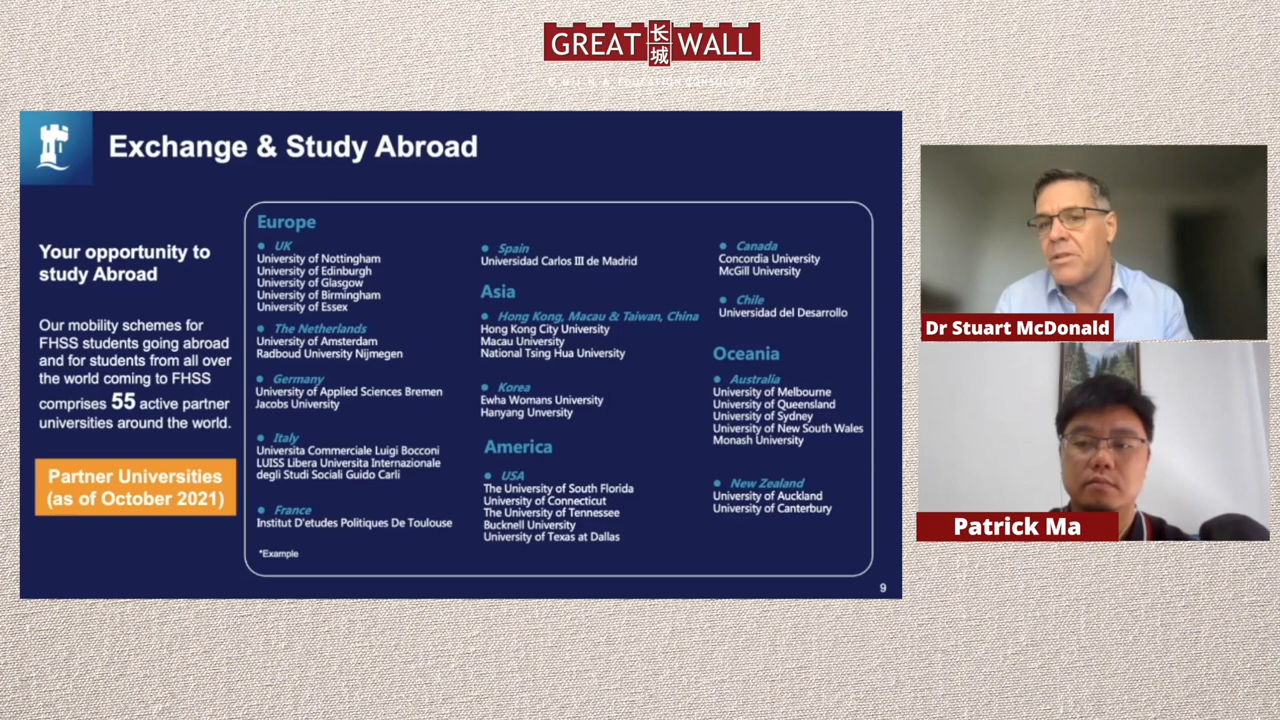 GREAT 长城 WALL
Exchange & Study Abroad
Your opportunity to
study Abroad
Our mobility schemes for
FHSS students going abroad
and for students from all over
the world coming to FHSS
comprises 55 active partner
universities around the world.
Partner Universities
(as of October 2021)
Europe
UK
University of Nottingham
University of Edinburgh
University of Glasgow
University of Birmingham
University of Essex
The Netherlands
University of Amsterdam
Radboud University Nijmegen
Germany
University of Applied Sciences Bremen
Jacobs University
Italy
Universita Commerciale Luigi Bocconi
LUISS Libera Universita Internazionale
degli Studi Sociali Guido Carli
France
Institut D'etudes Politiques De Toulouse
*Example
Spain
Universidad Carlos III de Madrid
Asia
Hong Kong, Macau & Taiwan, China
Hong Kong City University
Macau University
National Tsing Hua University
Korea
Ewha Womans University
Hanyang Unversity
America
USA
The University of South Florida
University of Connecticut
The University of Tennessee
Bucknell University
University of Texas at Dallas
Canada
Concordia University
McGill University
Chile
Universidad del Desarrollo
Oceania
Australia
University of Melbourne
University of Queensland
University of Sydney
University of New South Wales
Monash University
New Zealand
University of Auckland
University of Canterbury
9
Dr Stuart McDonald
Patrick Ma